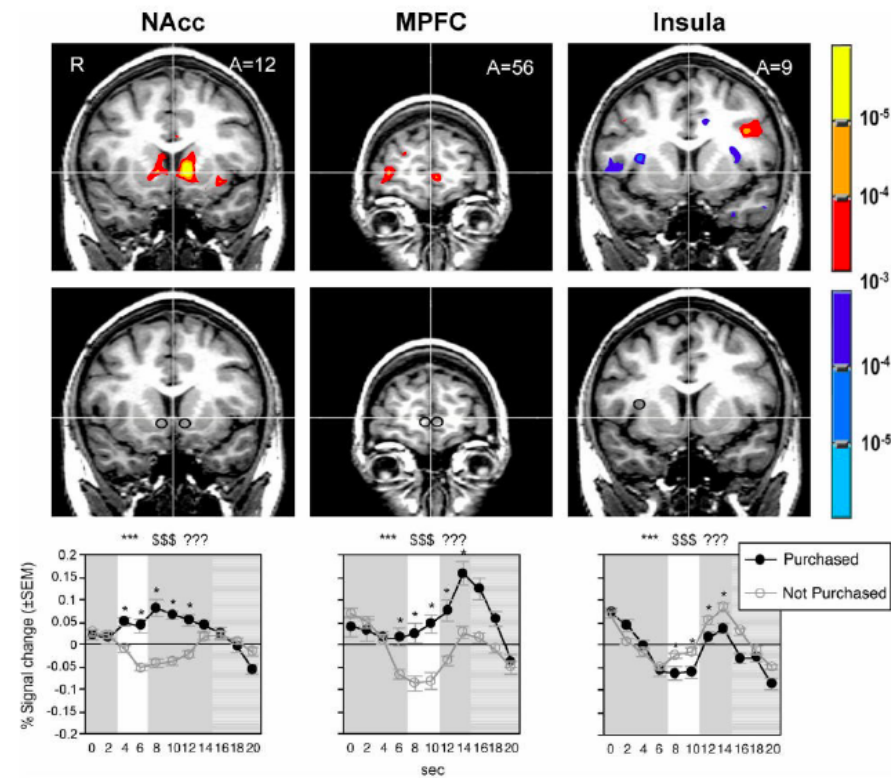 NAcc MPFC Insula
R A=12 A=56 A=9
10-5
10-4
10-3
10-4
10-5
*** $$$ ??? *** $$$ ??? *** $$$ ???
Purchased
Not Purchased
% Signal change (±SEM)
0.2
0.15
0.1
0.05
0
-0.05
-0.1
-0.15
-0.2
* * * * *
* * * * *
* * * *
0 2 4 6 8 10 12 14 16 18 20 0 2 4 6 8 10 12 14 16 18 20 0 2 4 6 8 10 12 14 16 18 20
sec